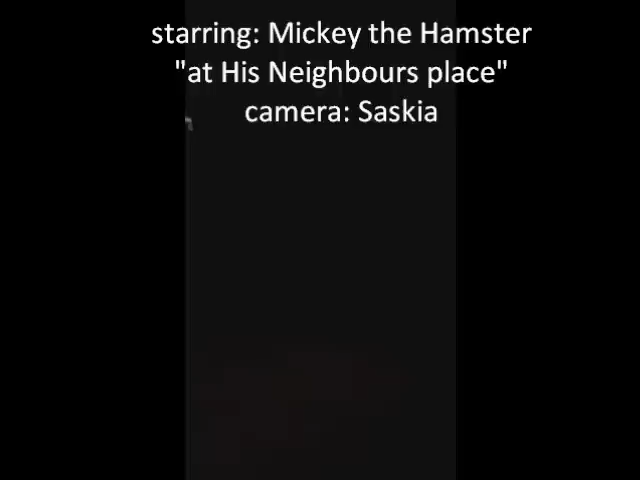 starring: Mickey the Hamster
"at His Neighbours place"
camera: Saskia